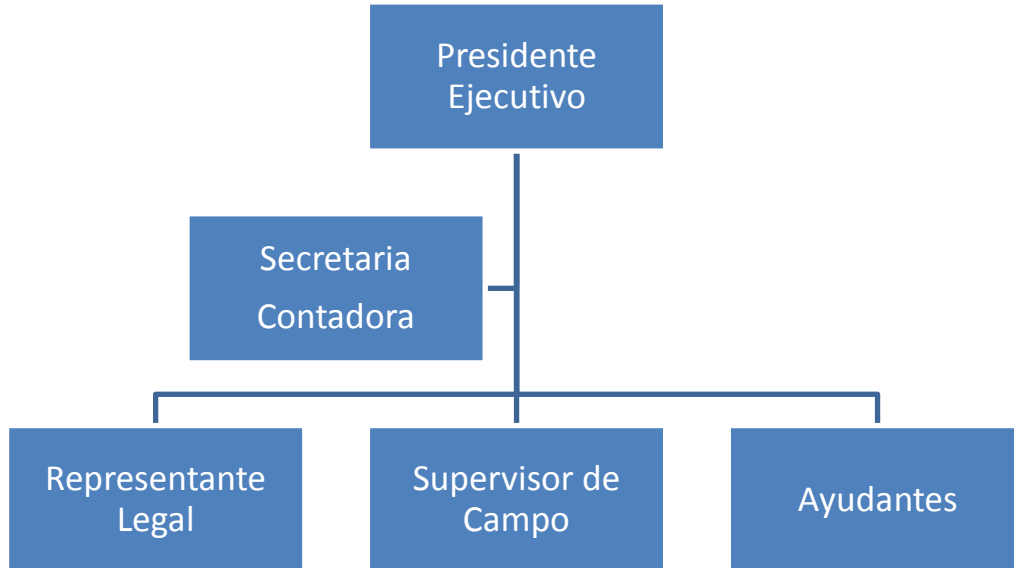 Presidente
Ejecutivo
Secretaria
Contadora
Representante
Legal
Supervisor de
Campo
Ayudantes